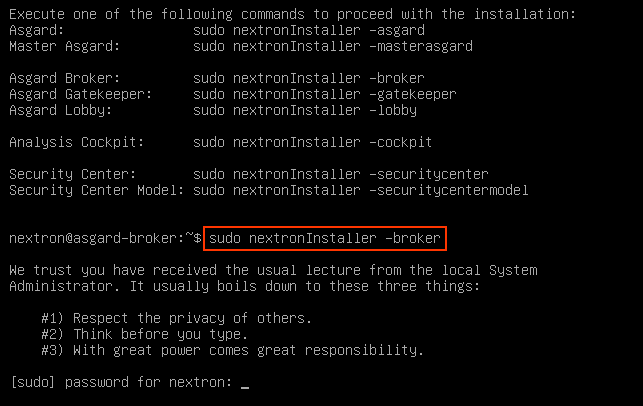 Execute one of the following commands to proceed with the installation:
Asgard: sudo nextronInstaller -asgard
Master Asgard: sudo nextronInstaller -masterasgard
Asgard Broker: sudo nextronInstaller -broker
Asgard Gatekeeper: sudo nextronInstaller -gatekeeper
Asgard Lobby: sudo nextronInstaller -lobby
Analysis Cockpit: sudo nextronInstaller -cockpit
Security Center: sudo nextronInstaller -securitycenter
Security Center Model: sudo nextronInstaller -securitycentermodel
nextron@asgard-broker:~$ sudo nextronInstaller -broker
We trust you have received the usual lecture from the local System
Administrator. It usually boils down to these three things:
#1) Respect the privacy of others.
#2) Think before you type.
#3) With great power comes great responsibility.
[sudo] password for nextron: _